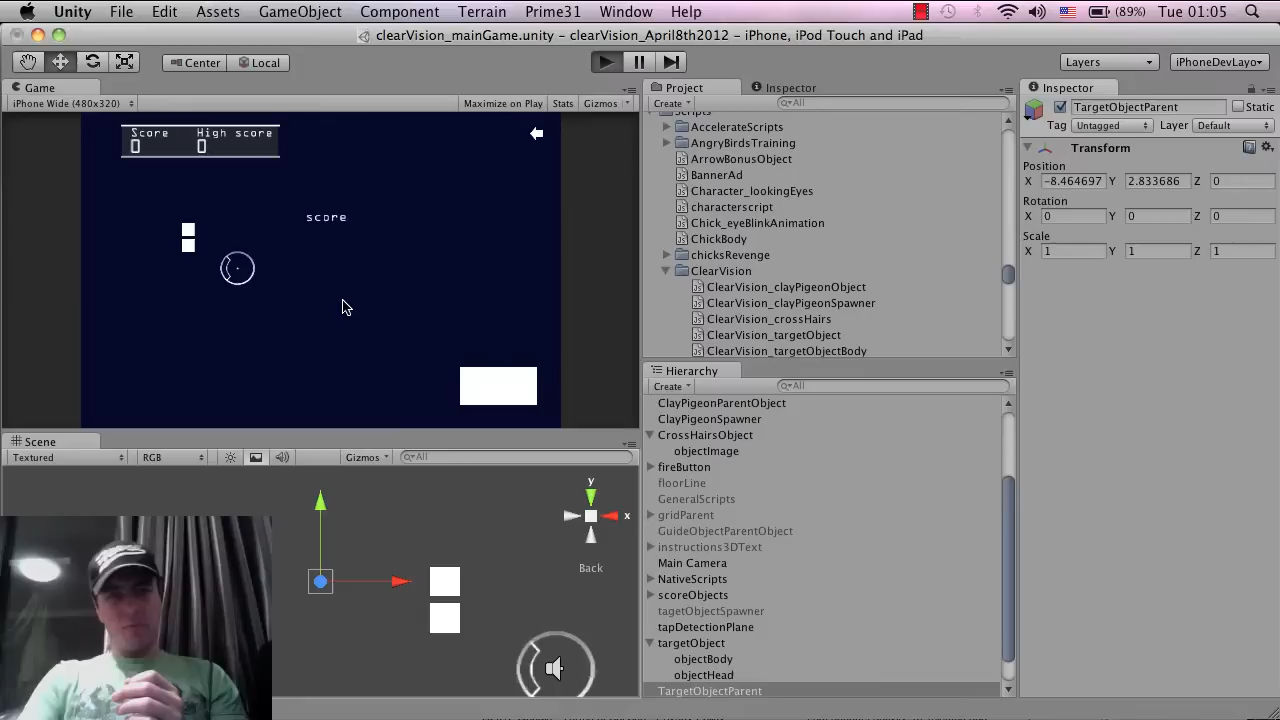 Unity File Edit Assets GameObject Component Terrain Prime31 Window Help (89%) Tue 01:05
clearVision_mainGame.unity – clearVision_April8th2012 – iPhone, iPod Touch and iPad
Center Local Layers iPhoneDevLayo...
Game
iPhone Wide (480x320) Maximize on Play Stats Gizmos
Score High score
0 0
score
Scene
Textured RGB Gizmos All
y
x
Back
Project Inspector
Create All
Scripts
AccelerateScripts
AngryBirdsTraining
ArrowBonusObject
BannerAd
Character_lookingEyes
characterscript
Chick_eyeBlinkAnimation
ChickBody
chicksRevenge
ClearVision
ClearVision_clayPigeonObject
ClearVision_clayPigeonSpawner
ClearVision_crossHairs
ClearVision_targetObject
ClearVision_targetObjectBody
Hierarchy
Create All
ClayPigeonParentObject
ClayPigeonSpawner
CrossHairsObject
objectImage
fireButton
floorLine
GeneralScripts
gridParent
GuideObjectParentObject
instructions3DText
Main Camera
NativeScripts
scoreObjects
tagetObjectSpawner
tapDetectionPlane
targetObject
objectBody
objectHead
TargetObjectParent
Inspector
TargetObjectParent Static
Tag Untagged Layer Default
Transform
Position
X -8.464697 Y 2.833686 Z 0
Rotation
X 0 Y 0 Z 0
Scale
X 1 Y 1 Z 1